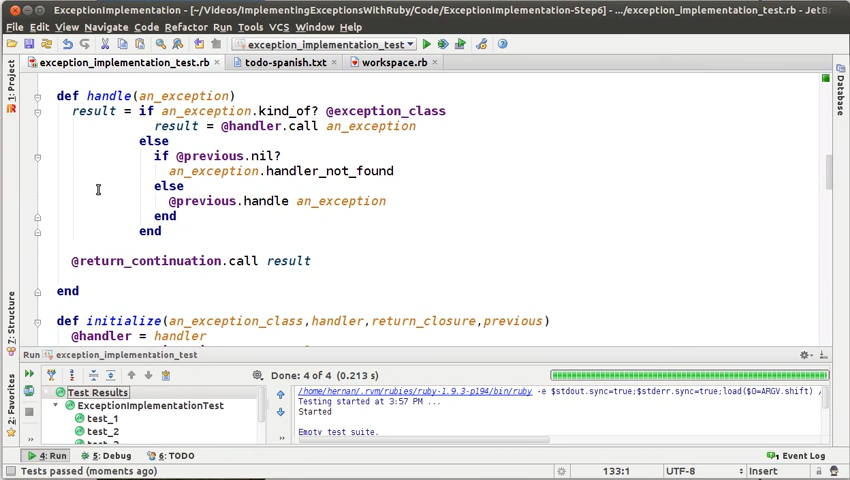 ExceptionImplementation - [~/Videos/ImplementingExceptionsWithRuby/Code/ExceptionImplementation-Step6] - .../exception_implementation_test.rb - JetBr
File Edit View Navigate Code Refactor Run Tools VCS Window Help
exception_implementation_test
exception_implementation_test.rb todo-spanish.txt workspace.rb
1: Project
Database
def handle(an_exception)
result = if an_exception.kind_of? @exception_class
result = @handler.call an_exception
else
if @previous.nil?
an_exception.handler_not_found
else
@previous.handle an_exception
end
end
@return_continuation.call result
end
def initialize(an_exception_class,handler,return_closure,previous)
@handler = handler
7: Structure
2: Favorites
Run exception_implementation_test
Done: 4 of 4 (0.213 s)
Test Results
ExceptionImplementationTest
test_1
test_2
/home/hernan/.rvm/rubies/ruby-1.9.3-p194/bin/ruby -e $stdout.sync=true;$stderr.sync=true;load($0=ARGV.shift) /
Testing started at 3:57 PM ...
Started
Empty test suite.
4: Run 5: Debug 6: TODO 1 Event Log
Tests passed (moments ago) 133:1 UTF-8 Insert